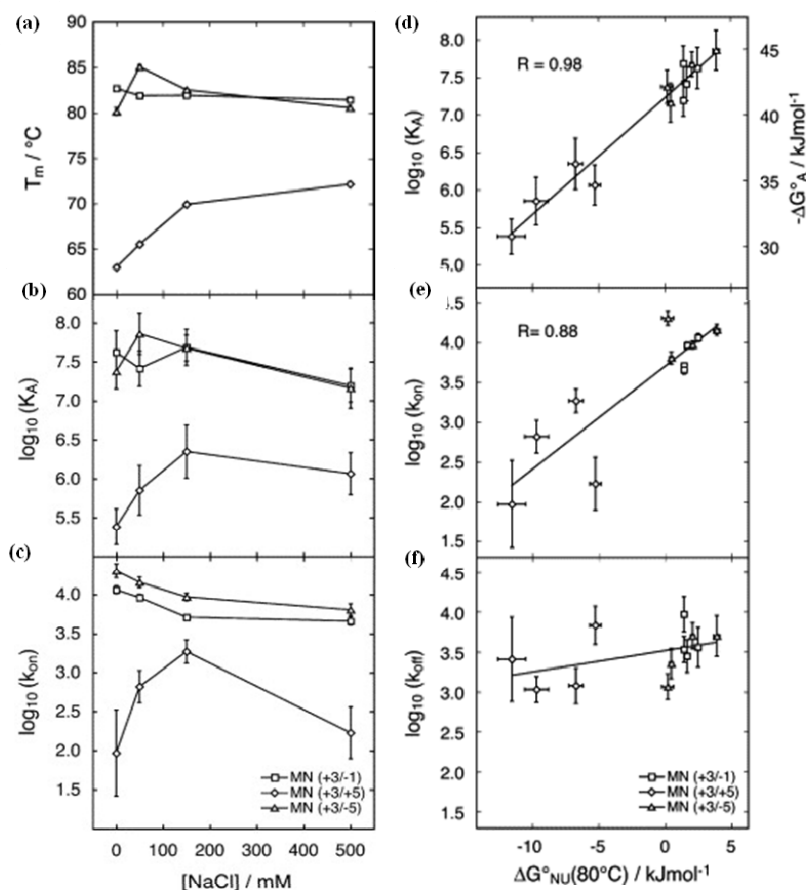 (a)
90
85
80
75
70
65
60
Tm / °C
(b)
8.0
7.5
7.0
6.5
6.0
5.5
log10 (KA)
(c)
4.0
3.5
3.0
2.5
2.0
1.5
log10 (kon)
MN (+3/-1)
MN (+3/+5)
MN (+3/-5)
0 100 200 300 400 500
[NaCl] / mM
(d)
R = 0.98
8.0
7.5
7.0
6.5
6.0
5.5
5.0
log10 (KA)
45
40
35
30
-ΔG°A / kJmol-1
(e)
R = 0.88
4.5
4.0
3.5
3.0
2.5
2.0
1.5
log10 (kon)
(f)
4.5
4.0
3.5
3.0
2.5
2.0
1.5
log10 (koff)
MN (+3/-1)
MN (+3/+5)
MN (+3/-5)
-10 -5 0 5
ΔG°NU(80°C) / kJmol-1